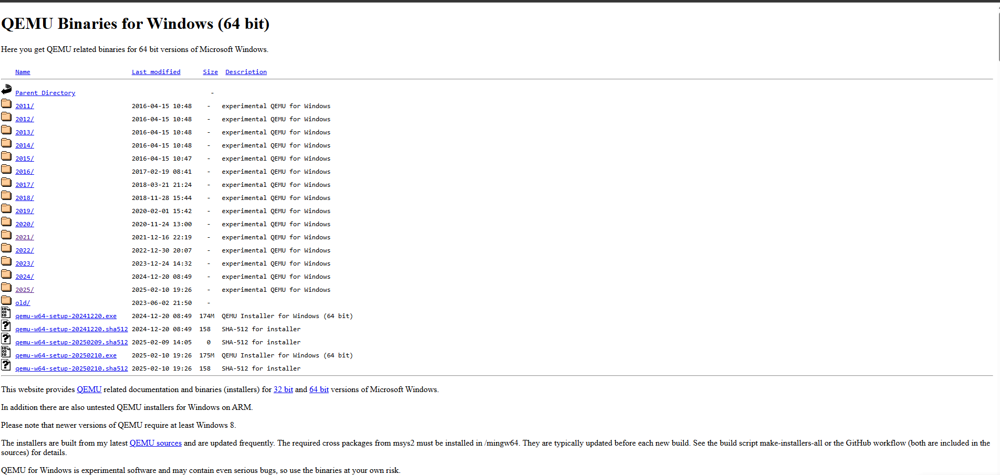 QEMU Binaries for Windows (64 bit)
Here you get QEMU related binaries for 64 bit versions of Microsoft Windows.
Name Last modified Size Description
Parent Directory -
2011/ 2016-04-15 10:48 - experimental QEMU for Windows
2012/ 2016-04-15 10:48 - experimental QEMU for Windows
2013/ 2016-04-15 10:48 - experimental QEMU for Windows
2014/ 2016-04-15 10:48 - experimental QEMU for Windows
2015/ 2016-04-15 10:47 - experimental QEMU for Windows
2016/ 2017-02-19 08:41 - experimental QEMU for Windows
2017/ 2018-03-21 21:24 - experimental QEMU for Windows
2018/ 2018-11-28 15:44 - experimental QEMU for Windows
2019/ 2020-02-01 15:42 - experimental QEMU for Windows
2020/ 2020-11-24 13:00 - experimental QEMU for Windows
2021/ 2021-12-16 22:19 - experimental QEMU for Windows
2022/ 2022-12-30 20:07 - experimental QEMU for Windows
2023/ 2023-12-24 14:32 - experimental QEMU for Windows
2024/ 2024-12-20 08:49 - experimental QEMU for Windows
2025/ 2025-02-10 19:26 - experimental QEMU for Windows
old/ 2023-06-02 21:50 -
qemu-w64-setup-20241220.exe 2024-12-20 08:49 174M QEMU Installer for Windows (64 bit)
qemu-w64-setup-20241220.sha512 2024-12-20 08:49 158 SHA-512 for installer
qemu-w64-setup-20250209.sha512 2025-02-09 14:05 0 SHA-512 for installer
qemu-w64-setup-20250210.exe 2025-02-10 19:26 175M QEMU Installer for Windows (64 bit)
qemu-w64-setup-20250210.sha512 2025-02-10 19:26 158 SHA-512 for installer
This website provides QEMU related documentation and binaries (installers) for 32 bit and 64 bit versions of Microsoft Windows.
In addition there are also untested QEMU installers for Windows on ARM.
Please note that newer versions of QEMU require at least Windows 8.
The installers are built from my latest QEMU sources and are updated frequently. The required cross packages from msys2 must be installed in /mingw64. They are typically updated before each new build. See the build script make-installers-all or the GitHub workflow (both are included in the
sources) for details.
QEMU for Windows is experimental software and may contain even serious bugs, so use the binaries at your own risk.